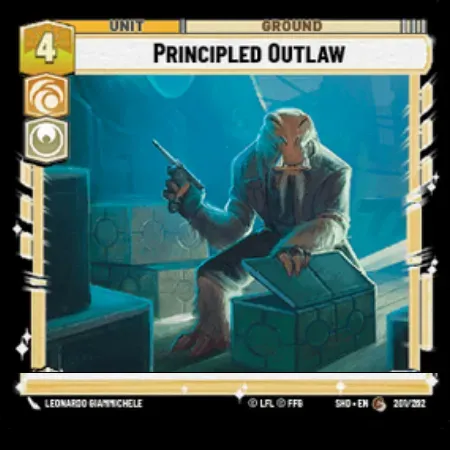 UNIT GROUND
4
PRINCIPLED OUTLAW
LEONARDO GIAMMICHELE © LFL ℗ FFG SHD • EN 201/262